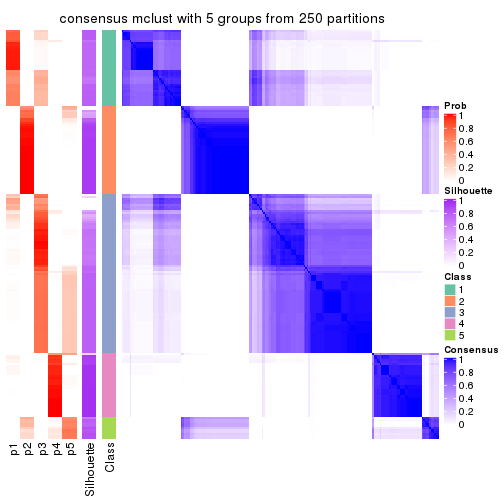 consensus mclust with 5 groups from 250 partitions
Prob
1
0.8
0.6
0.4
0.2
0
Silhouette
1
0.8
0.6
0.4
0.2
0
Class
1
2
3
4
5
Consensus
1
0.8
0.6
0.4
0.2
0
p1
p2
p3
p4
p5
Silhouette
Class